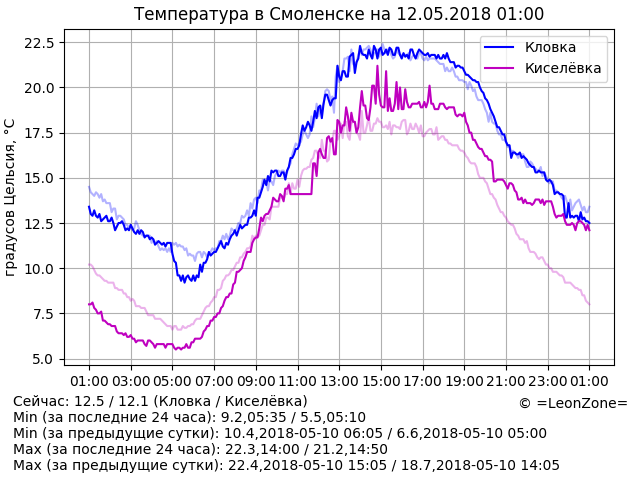 Температура в Смоленске на 12.05.2018 01:00
22.5
20.0
17.5
15.0
12.5
10.0
7.5
5.0
градусов Цельсия, °C
Кловка
Киселёвка
01:00 03:00 05:00 07:00 09:00 11:00 13:00 15:00 17:00 19:00 21:00 23:00 01:00
Сейчас: 12.5 / 12.1 (Кловка / Киселёвка)
© =LeonZone=
Min (за последние 24 часа): 9.2,05:35 / 5.5,05:10
Min (за предыдущие сутки): 10.4,2018-05-10 06:05 / 6.6,2018-05-10 05:00
Max (за последние 24 часа): 22.3,14:00 / 21.2,14:50
Max (за предыдущие сутки): 22.4,2018-05-10 15:05 / 18.7,2018-05-10 14:05